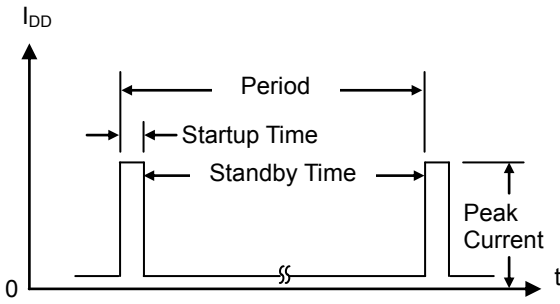 IDD
Period
Startup Time
Standby Time
Peak
Current
0
t